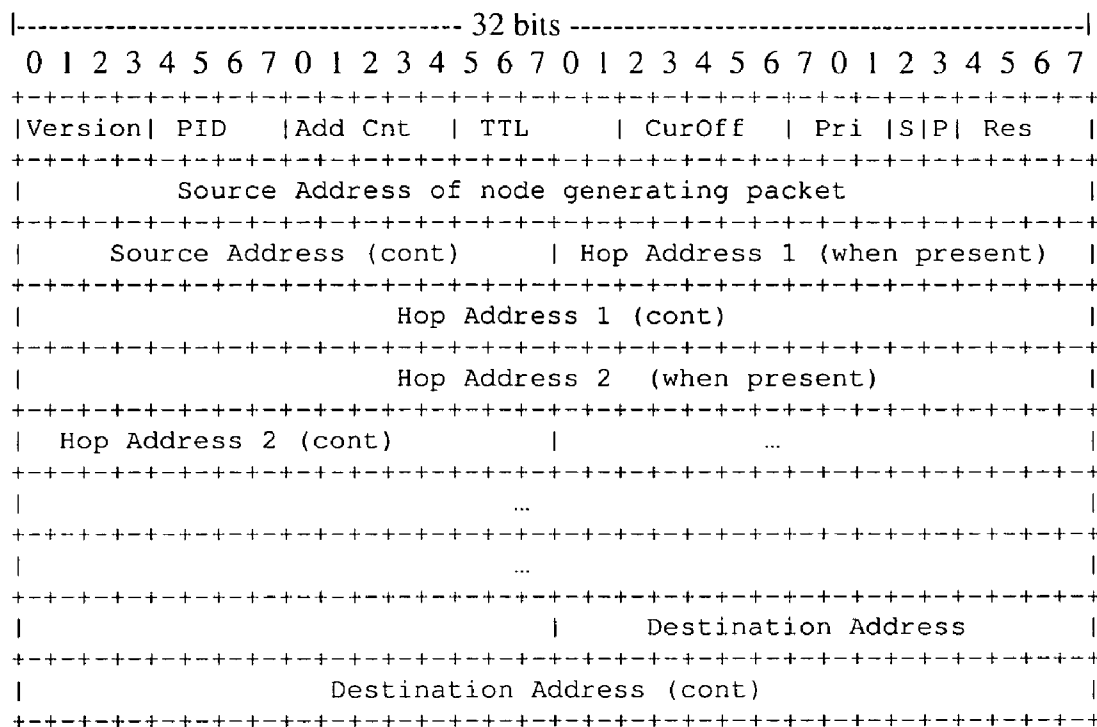 |------------------------------------ 32 bits -----------------------------------------|
0 1 2 3 4 5 6 7 0 1 2 3 4 5 6 7 0 1 2 3 4 5 6 7 0 1 2 3 4 5 6 7
+-+-+-+-+-+-+-+-+-+-+-+-+-+-+-+-+-+-+-+-+-+-+-+-+-+-+-+-+-+-+-+-+
|Version| PID |Add Cnt | TTL | CurOff | Pri |S|P| Res |
+-+-+-+-+-+-+-+-+-+-+-+-+-+-+-+-+-+-+-+-+-+-+-+-+-+-+-+-+-+-+-+-+
| Source Address of node generating packet |
+-+-+-+-+-+-+-+-+-+-+-+-+-+-+-+-+-+-+-+-+-+-+-+-+-+-+-+-+-+-+-+-+
| Source Address (cont) | Hop Address 1 (when present) |
+-+-+-+-+-+-+-+-+-+-+-+-+-+-+-+-+-+-+-+-+-+-+-+-+-+-+-+-+-+-+-+-+
| Hop Address 1 (cont) |
+-+-+-+-+-+-+-+-+-+-+-+-+-+-+-+-+-+-+-+-+-+-+-+-+-+-+-+-+-+-+-+-+
| Hop Address 2 (when present) |
+-+-+-+-+-+-+-+-+-+-+-+-+-+-+-+-+-+-+-+-+-+-+-+-+-+-+-+-+-+-+-+-+
| Hop Address 2 (cont) | ... |
+-+-+-+-+-+-+-+-+-+-+-+-+-+-+-+-+-+-+-+-+-+-+-+-+-+-+-+-+-+-+-+-+
| ... |
+-+-+-+-+-+-+-+-+-+-+-+-+-+-+-+-+-+-+-+-+-+-+-+-+-+-+-+-+-+-+-+-+
| ... |
+-+-+-+-+-+-+-+-+-+-+-+-+-+-+-+-+-+-+-+-+-+-+-+-+-+-+-+-+-+-+-+-+
| | Destination Address |
+-+-+-+-+-+-+-+-+-+-+-+-+-+-+-+-+-+-+-+-+-+-+-+-+-+-+-+-+-+-+-+-+
| Destination Address (cont) |
+-+-+-+-+-+-+-+-+-+-+-+-+-+-+-+-+-+-+-+-+-+-+-+-+-+-+-+-+-+-+-+-+